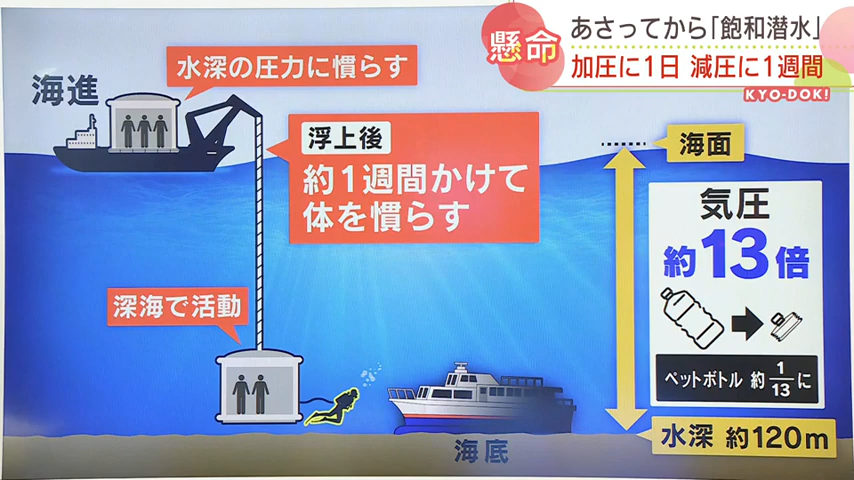 懸命
あさってから「飽和潜水」
加圧に1日 減圧に1週間
KYO-DOK!
海進
水深の圧力に慣らす
浮上後
約1週間かけて
体を慣らす
深海で活動
海面
気圧
約13倍
ペットボトル 約1/13に
水深 約120m
海底